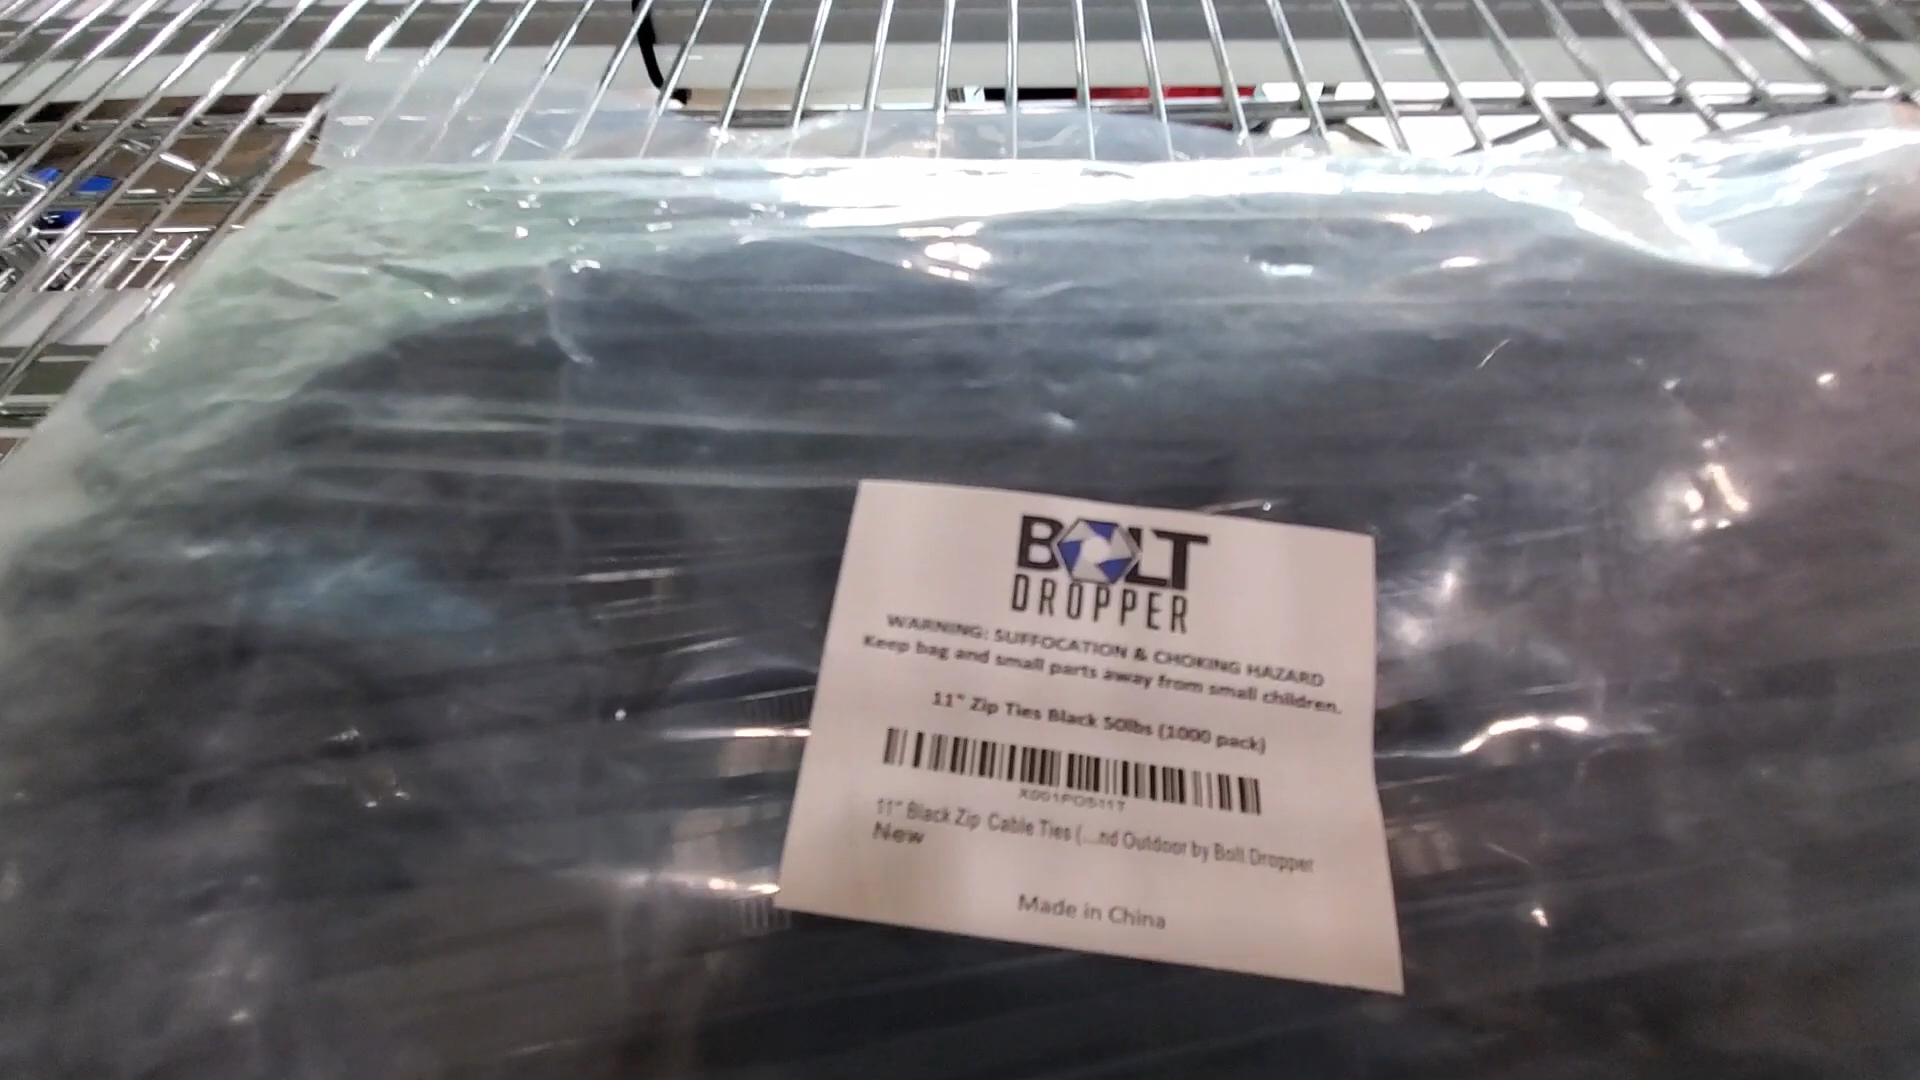 BOLT
DROPPER
WARNING: SUFFOCATION & CHOKING HAZARD
Keep bag and small parts away from small children.
11" Zip Ties Black 50lbs (1000 pack)
X001POS11T
11" Black Zip Cable Ties (...nd Outdoor by Bolt Dropper
New
Made in China